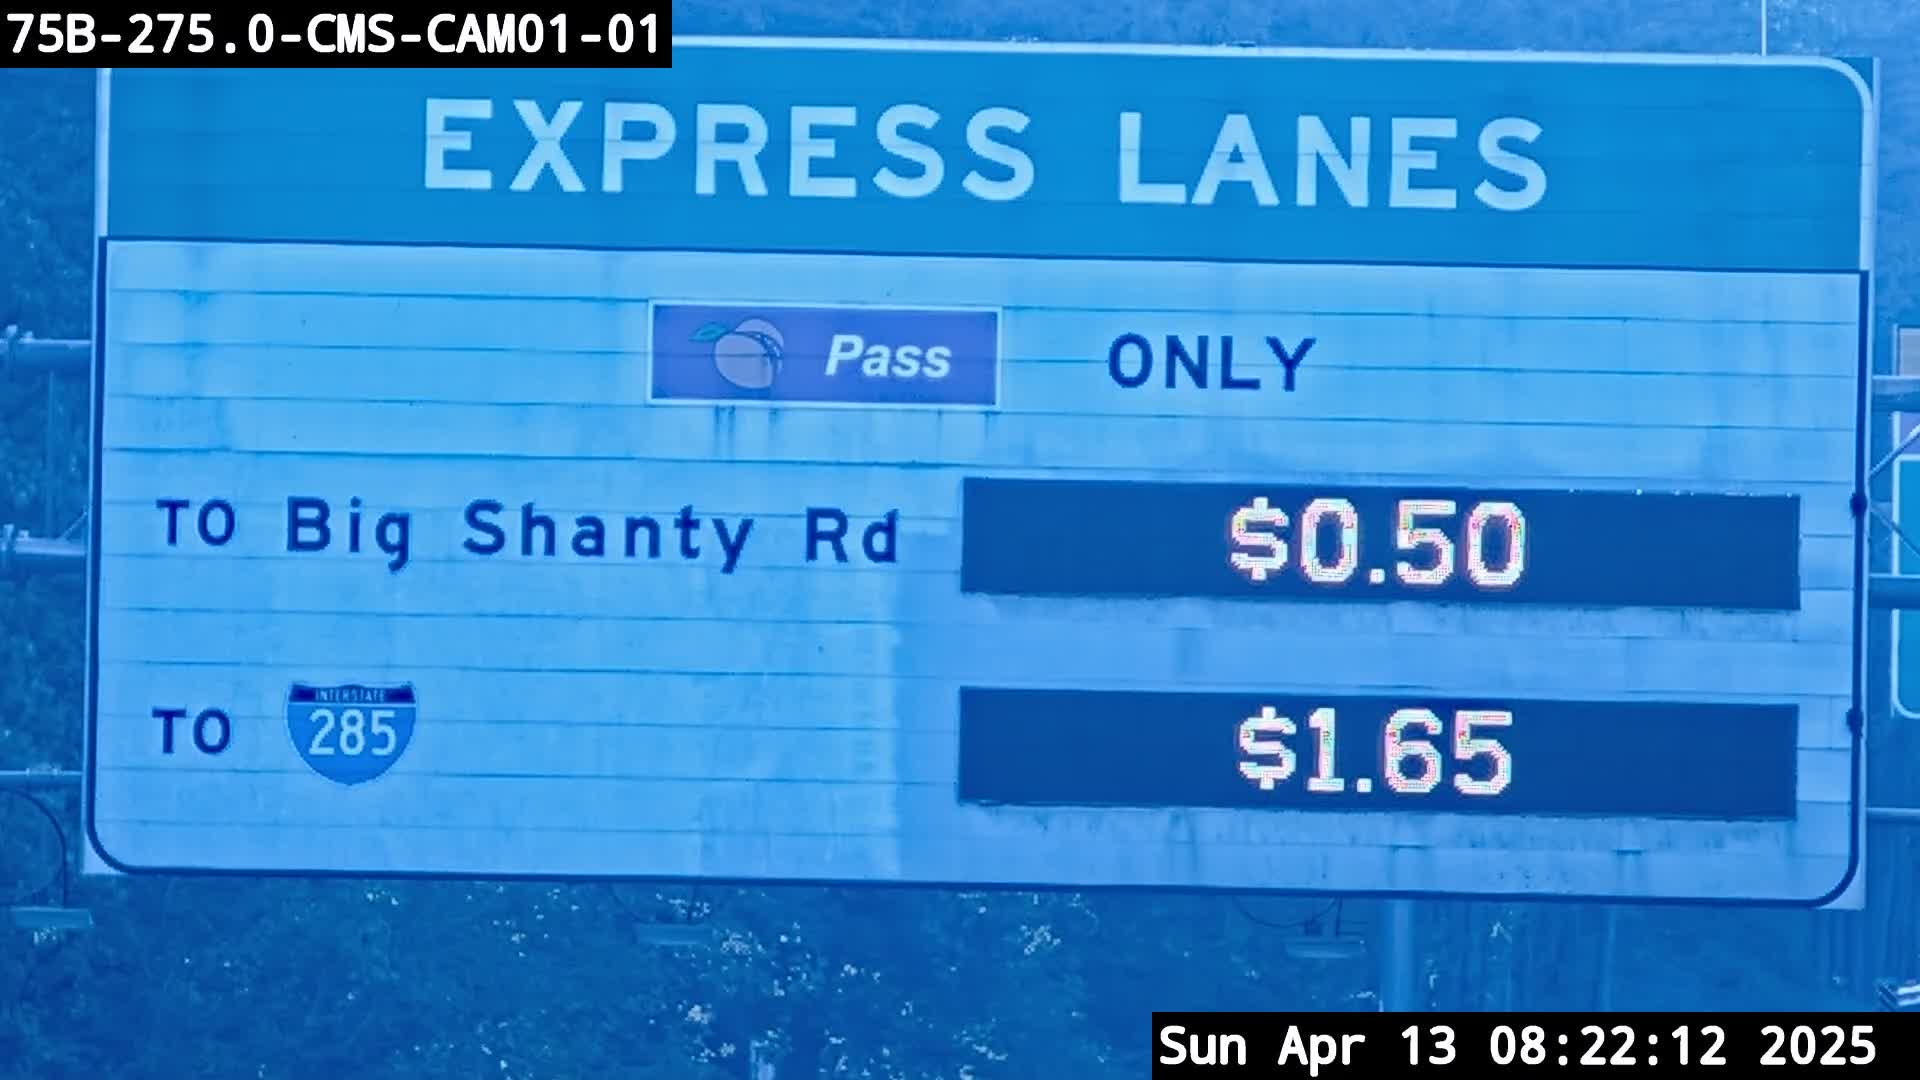 75B-275.0-CMS-CAM01-01
EXPRESS LANES
Pass ONLY
TO Big Shanty Rd $0.50
TO INTERSTATE 285 $1.65
Sun Apr 13 08:22:12 2025